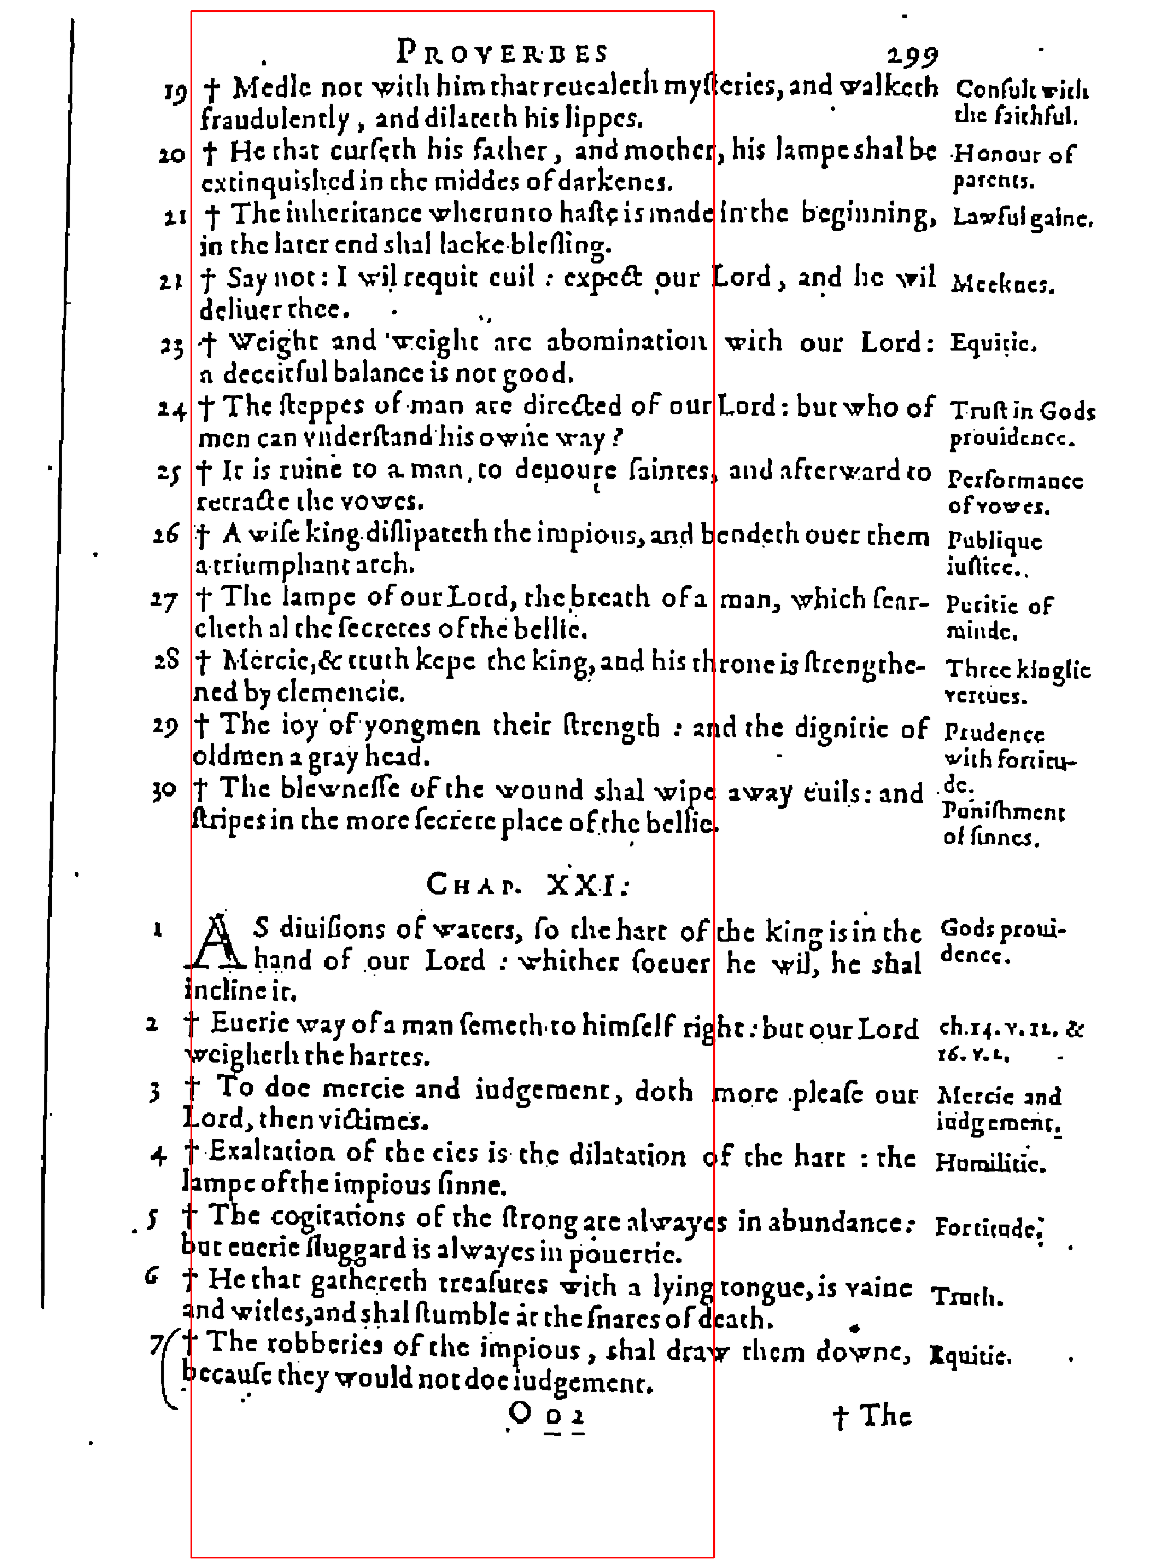 PROVERBES 299
19 † Medle not with him that reuealeth myſteries, and walketh Conſult with
fraudulently, and dilateth his lippes. the faithful.
20 † He that curſeth his father, and mother, his lampe shal be Honour of
extinquished in the middes of darkenes. parents.
21 † The inheritance wherunto haſte is made in the beginning, Lawful gaine.
in the later end shal lacke bleſſing.
21 † Say not: I wil requit euil : expect our Lord, and he wil Meeknes.
deliuer thee.
23 † Weight and weight are abomination with our Lord: Equitie.
a deceitful balance is not good.
24 † The ſteppes of man are directed of our Lord: but who of Truſt in Gods
men can vnderſtand his owne way? prouidence.
25 † It is ruine to a man to deuoure ſaintes, and afterward to Performance
retracte the vowes. of vowes.
26 † A wiſe king diſſipateth the impious, and bendeth ouer them Publique
a triumphant arch. iuſtice.
27 † The lampe of our Lord, the breath of a man, which ſear- Puritie of
cheth al the ſecretes of the bellie. minde.
28 † Mercie, & truth kepe the king, and his throne is ſtrengthe- Three kinglie
ned by clemencie. vertues.
29 † The ioy of yongmen their ſtrength : and the dignitie of Prudence
oldmen a gray head. with fortitu-
30 † The blewneſſe of the wound shal wipe away euils: and de.
ſtripes in the more ſecrete place of the bellie. Punishment
of ſinnes.
CHAP. XXI:
1 AS diuiſions of waters, ſo the hart of the king is in the Gods proui-
hand of our Lord : whither ſoeuer he wil, he shal dence.
incline it.
2 † Euerie way of a man ſemeth to himſelf right: but our Lord ch.14. v. 12. &
weigheth the hartes. 16. v. 2.
3 † To doe mercie and iudgement, doth more pleaſe our Mercie and
Lord, then victimes. iudgement.
4 † Exaltation of the eies is the dilatation of the hart : the Humilitie.
lampe of the impious ſinne.
5 † The cogitations of the ſtrong are alwayes in abundance: Fortitude.
but euerie ſluggard is alwayes in pouertie.
6 † He that gathereth treaſures with a lying tongue, is vaine Truth.
and witles, and shal ſtumble at the ſnares of death.
7 † The robberies of the impious, shal draw them downe, Equitie.
becauſe they would not doe iudgement.
O o 2 † The